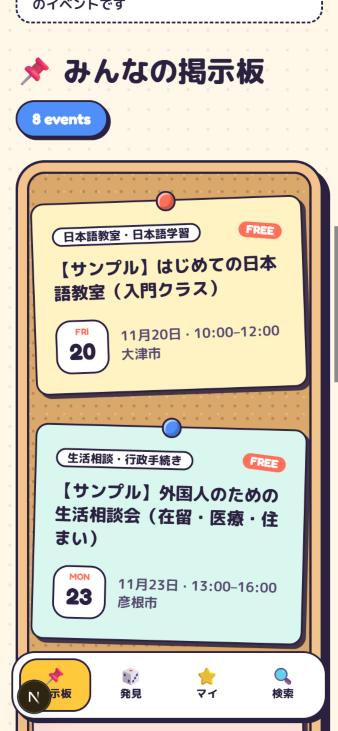 のイベントです
みんなの掲示板
8 events
日本語教室・日本語学習
FREE
【サンプル】はじめての日本
語教室（入門クラス）
FRI
20
11月20日・10:00–12:00
大津市
生活相談・行政手続き
FREE
【サンプル】外国人のための
生活相談会（在留・医療・住
まい）
MON
23
11月23日・13:00–16:00
彦根市
N
示板
発見
マイ
検索